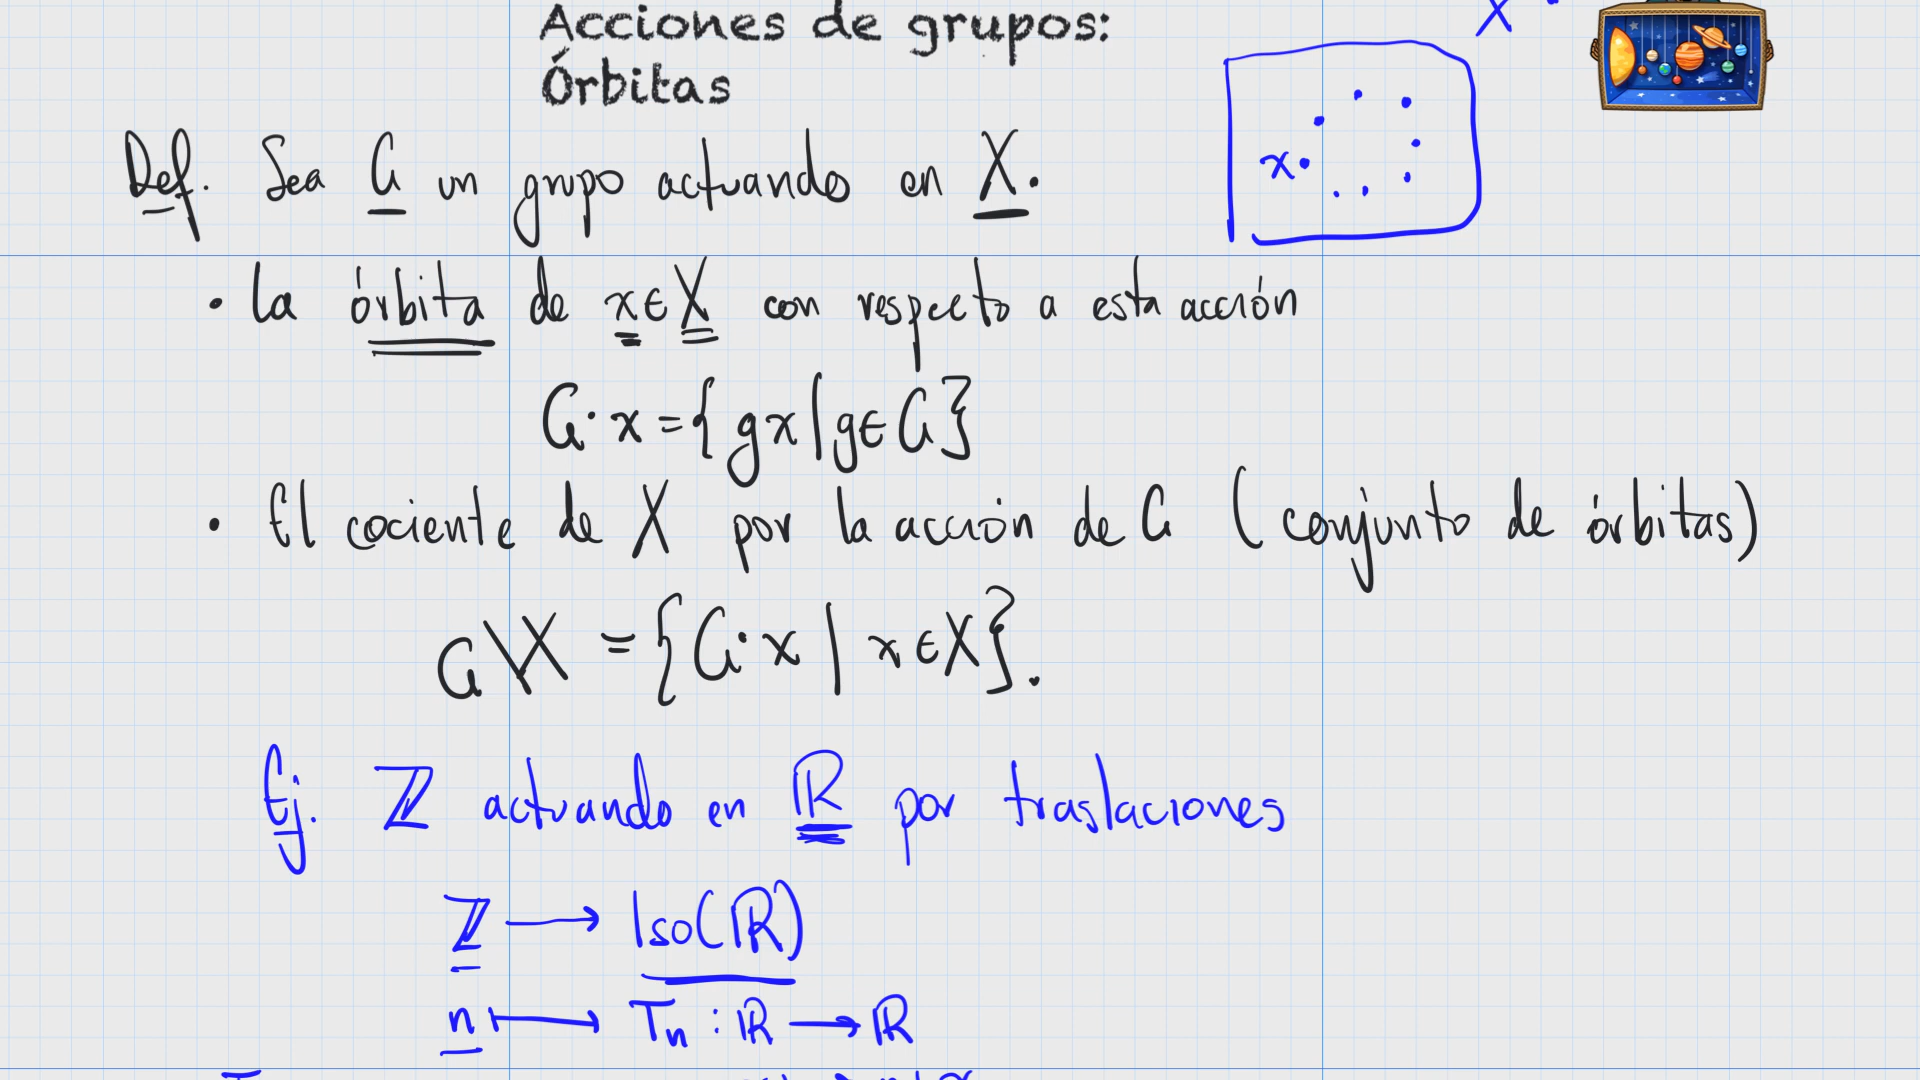 Acciones de grupos:
Órbitas
X
x
Def. Sea G un grupo actuando en X.
• La órbita de x∈X con respecto a esta acción
G·x={gx|g∈G}
• El cociente de X por la acción de G (conjunto de órbitas)
G\X = {G·x | x∈X}.
Ej. ℤ actuando en ℝ por traslaciones
ℤ ⟶ Iso(ℝ)
n ⟼ Tn : ℝ ⟶ ℝ